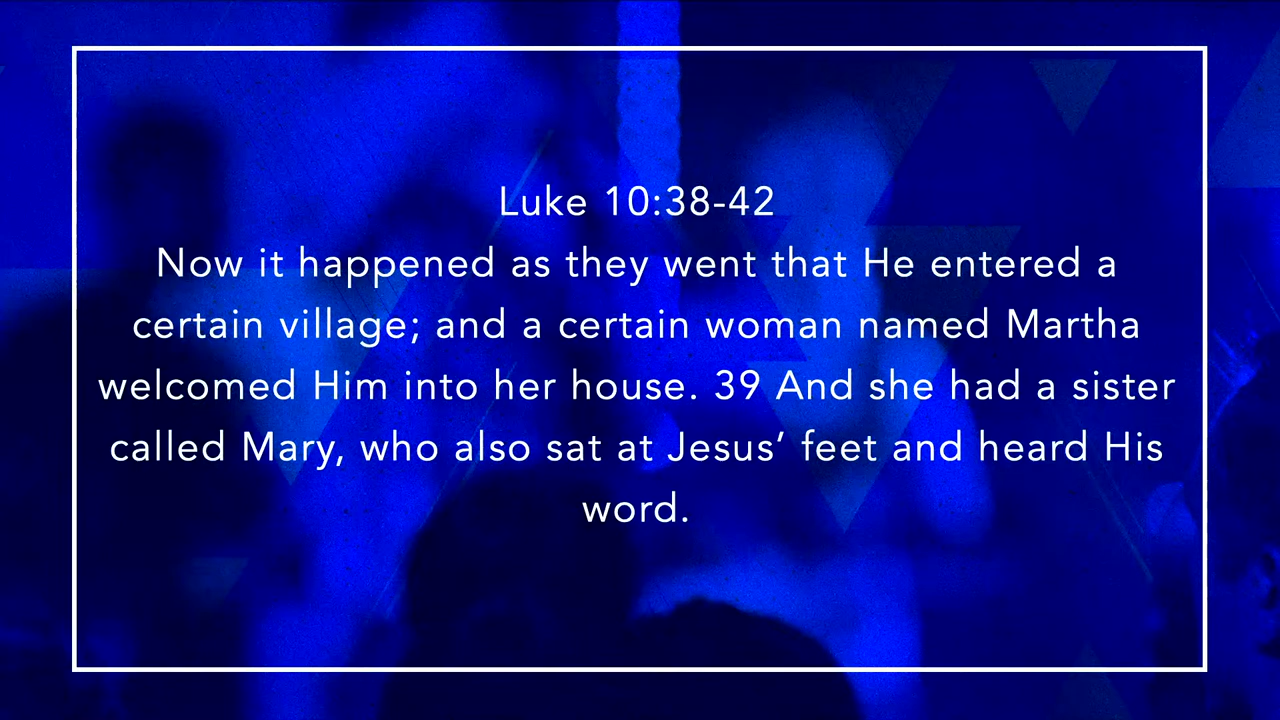 Luke 10:38-42
Now it happened as they went that He entered a
certain village; and a certain woman named Martha
welcomed Him into her house. 39 And she had a sister
called Mary, who also sat at Jesus’ feet and heard His
word.